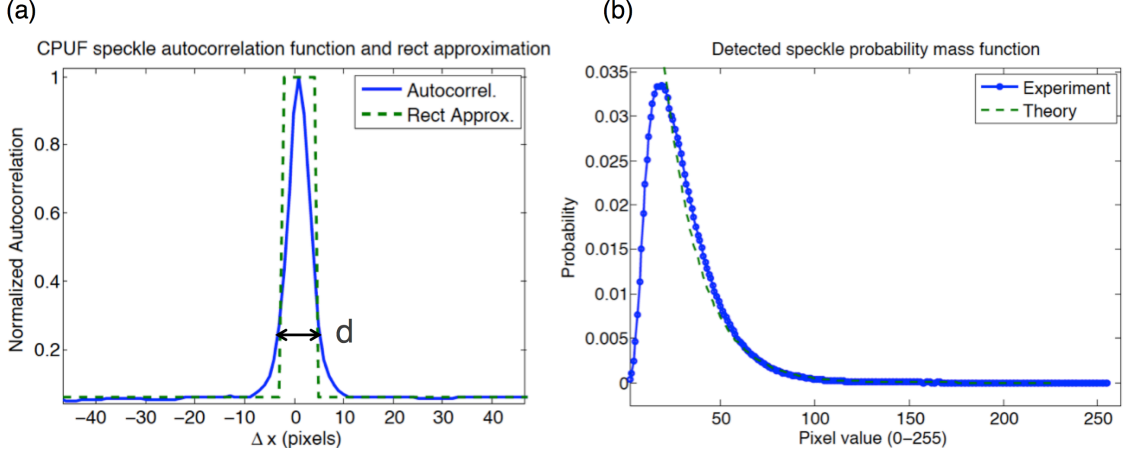 (a)
CPUF speckle autocorrelation function and rect approximation
Normalized Autocorrelation
1
0.8
0.6
0.4
0.2
Autocorrel.
Rect Approx.
d
−40 −30 −20 −10 0 10 20 30 40
Δ x (pixels)
(b)
Detected speckle probability mass function
Probability
0.035
0.03
0.025
0.02
0.015
0.01
0.005
0
Experiment
Theory
50 100 150 200 250
Pixel value (0−255)